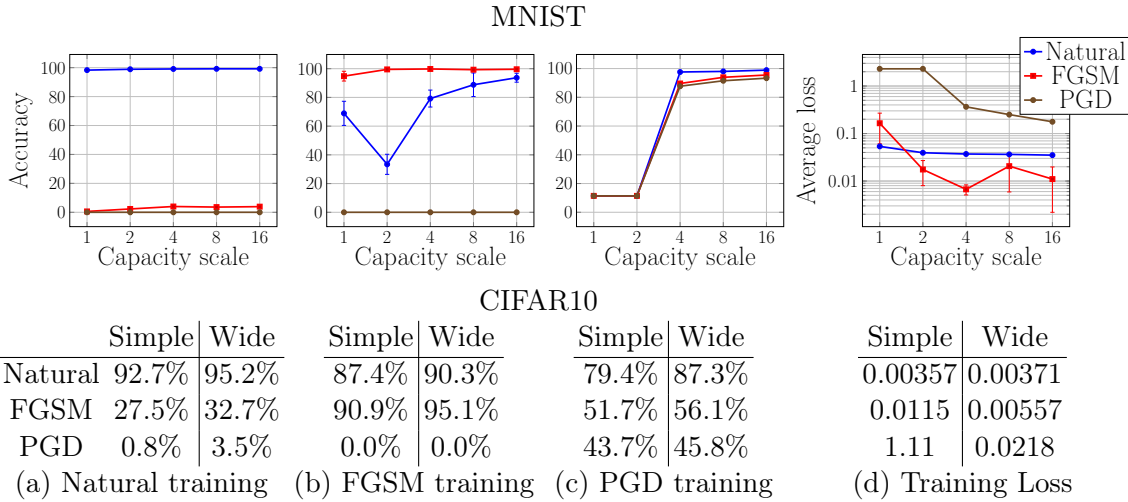 MNIST
Natural
FGSM
PGD
Accuracy
100
80
60
40
20
0
1 2 4 8 16
Capacity scale
100
80
60
40
20
0
1 2 4 8 16
Capacity scale
100
80
60
40
20
0
1 2 4 8 16
Capacity scale
Average loss
1
0.1
0.01
1 2 4 8 16
Capacity scale
CIFAR10
Simple Wide Simple Wide Simple Wide Simple Wide
Natural 92.7% 95.2% 87.4% 90.3% 79.4% 87.3% 0.00357 0.00371
FGSM 27.5% 32.7% 90.9% 95.1% 51.7% 56.1% 0.0115 0.00557
PGD 0.8% 3.5% 0.0% 0.0% 43.7% 45.8% 1.11 0.0218
(a) Natural training (b) FGSM training (c) PGD training (d) Training Loss